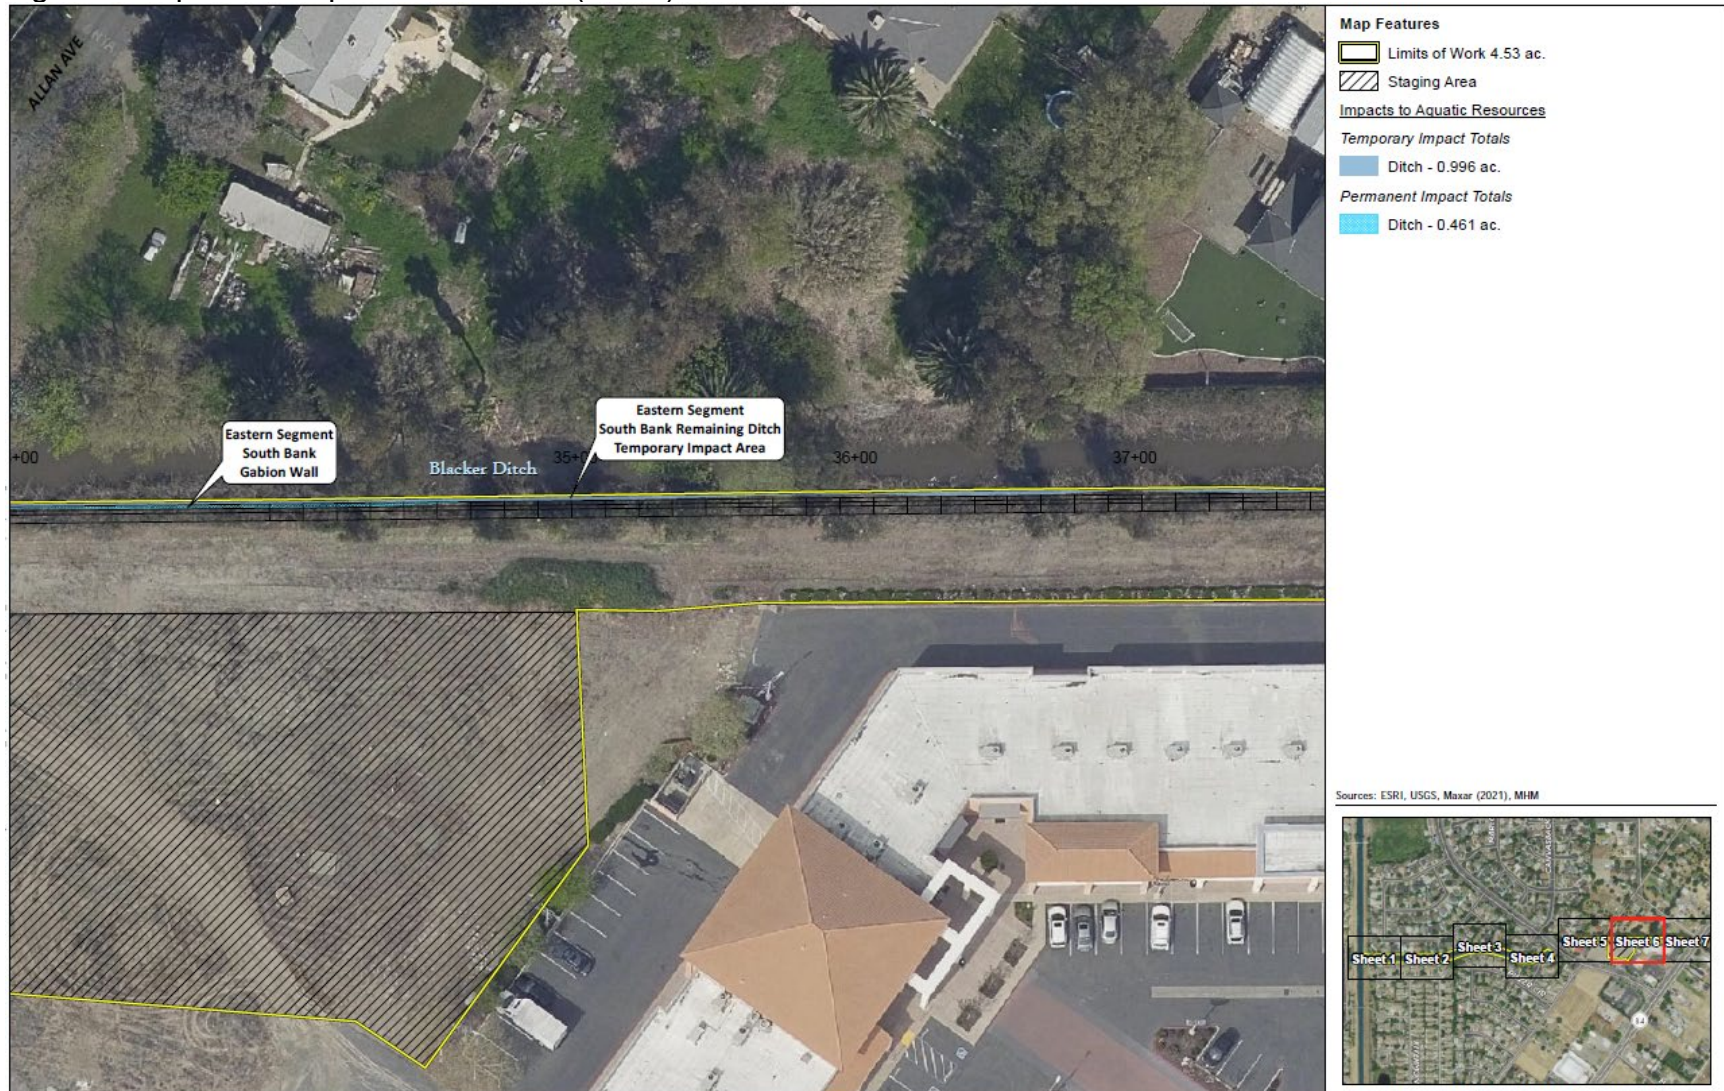 ALLAN AVE
Eastern Segment
South Bank
Gabion Wall
Eastern Segment
South Bank Remaining Ditch
Temporary Impact Area
+00
Blacker Ditch
35+00
36+00
37+00
Map Features
Limits of Work 4.53 ac.
Staging Area
Impacts to Aquatic Resources
Temporary Impact Totals
Ditch - 0.996 ac.
Permanent Impact Totals
Ditch - 0.461 ac.
Sources: ESRI, USGS, Maxar (2021), MHM
Sheet 1
Sheet 2
Sheet 3
Sheet 4
Sheet 5
Sheet 6
Sheet 7